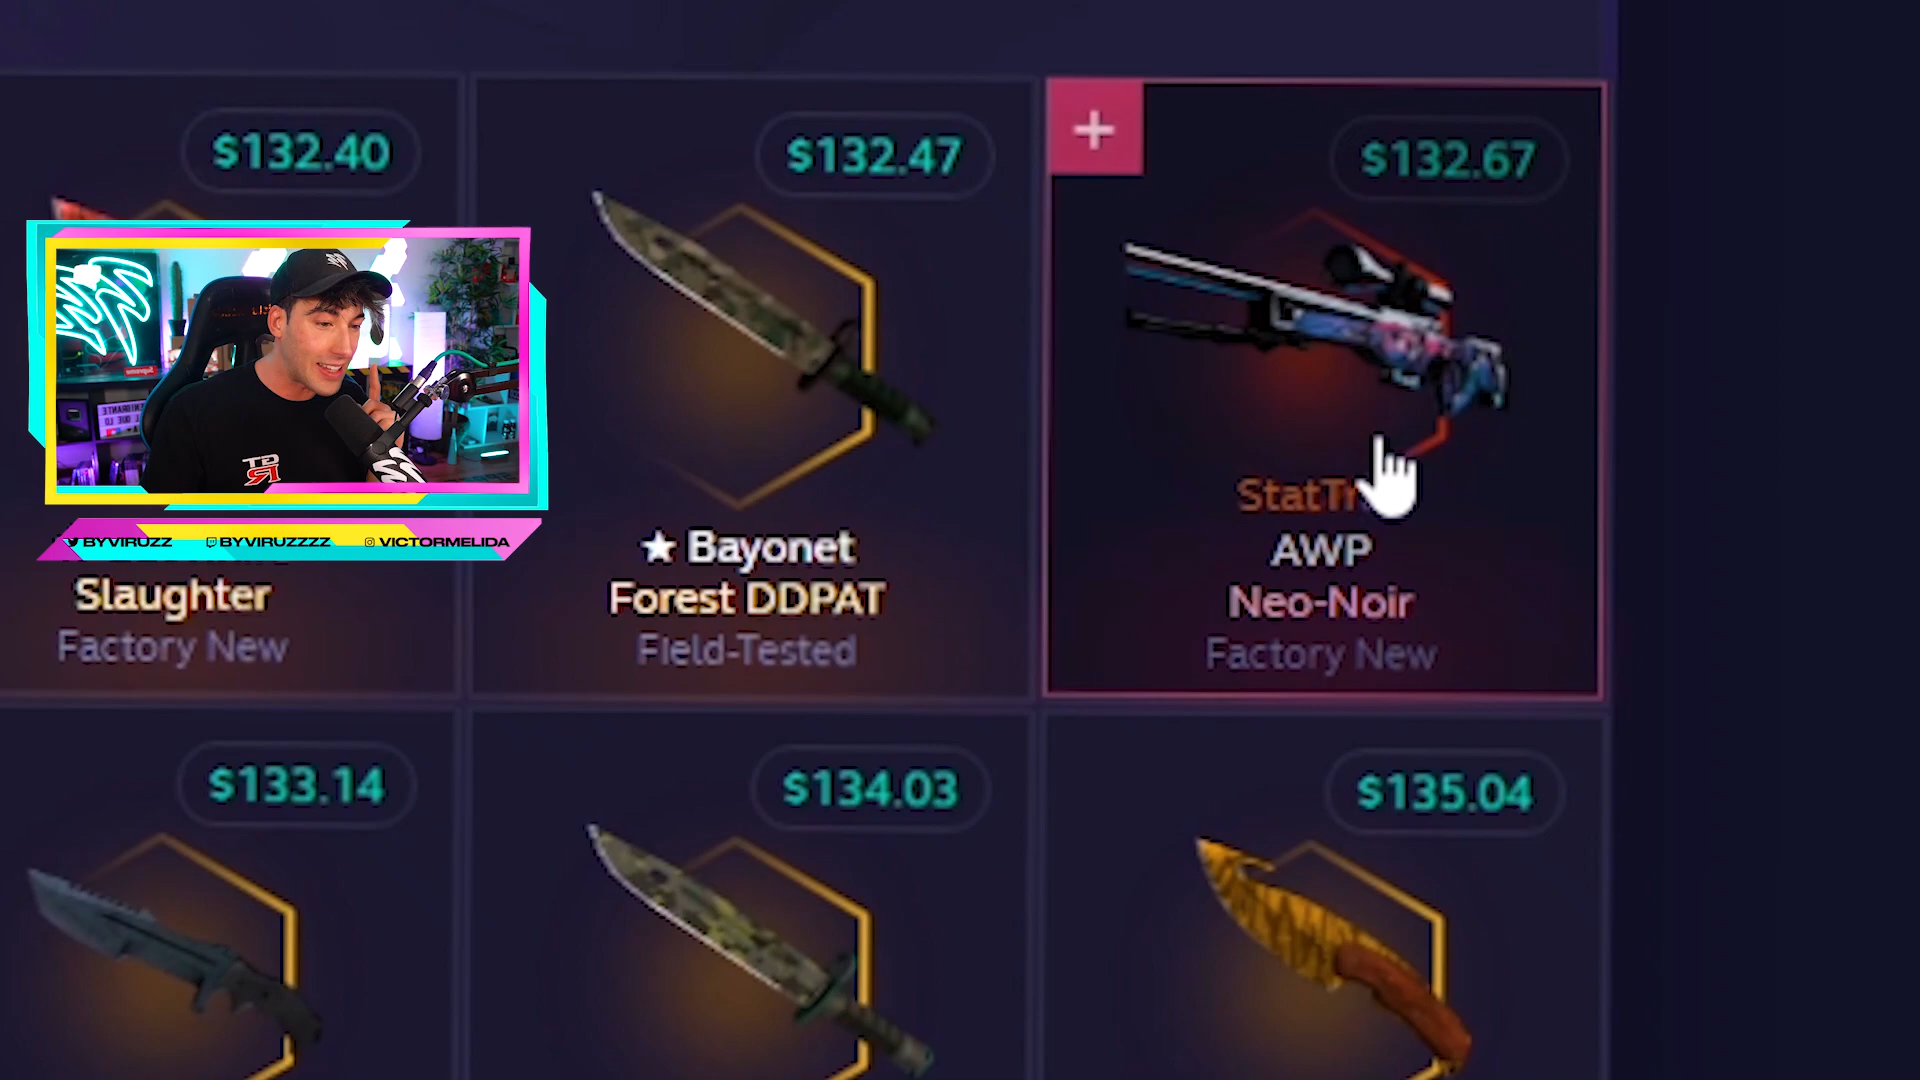 $132.40
$132.47
+
$132.67
BYVIRUZZ
BYVIRUZZZZ
VICTORMELIDA
Slaughter
Factory New
★ Bayonet
Forest DDPAT
Field-Tested
StatTr
AWP
Neo-Noir
Factory New
$133.14
$134.03
$135.04